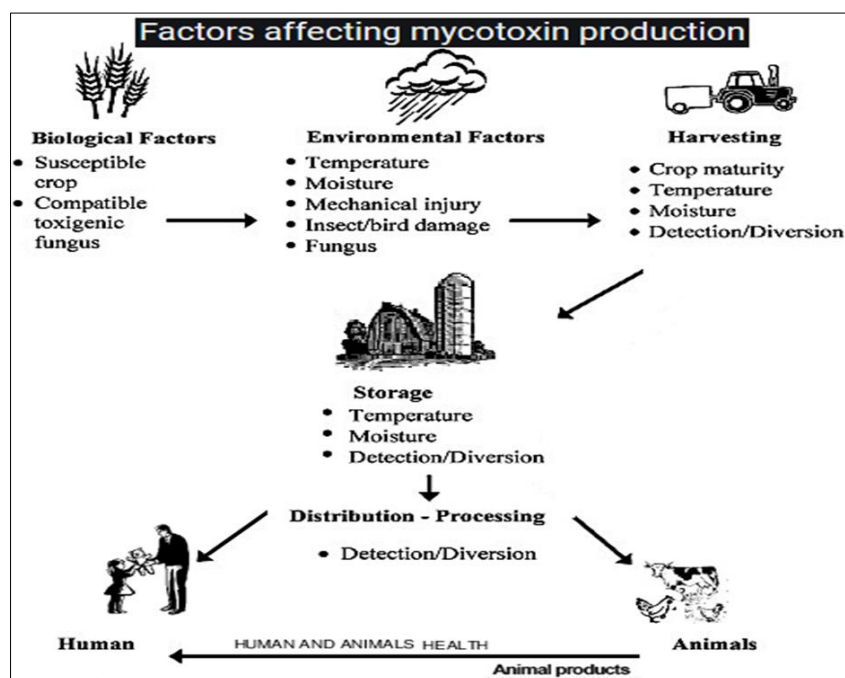 Factors affecting mycotoxin production
Biological Factors
• Susceptible
crop
• Compatible
toxigenic
fungus
Environmental Factors
• Temperature
• Moisture
• Mechanical injury
• Insect/bird damage
• Fungus
Harvesting
• Crop maturity
• Temperature
• Moisture
• Detection/Diversion
Storage
• Temperature
• Moisture
• Detection/Diversion
Distribution - Processing
• Detection/Diversion
Human
HUMAN AND ANIMALS HEALTH
Animals
Animal products